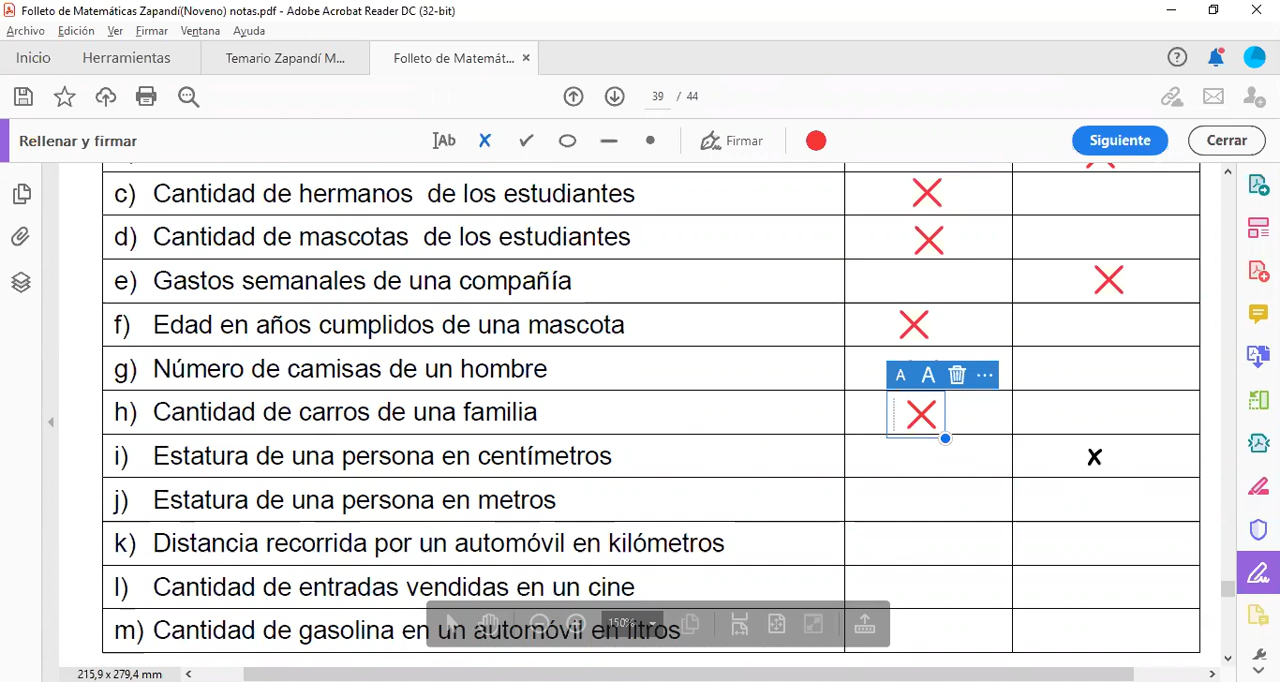 Folleto de Matemáticas Zapandí(Noveno) notas.pdf - Adobe Acrobat Reader DC (32-bit)
Archivo Edición Ver Firmar Ventana Ayuda
Inicio Herramientas Temario Zapandí M... Folleto de Matemát... ×
39 / 44
Rellenar y firmar Ab Firmar Siguiente Cerrar
c) Cantidad de hermanos de los estudiantes
d) Cantidad de mascotas de los estudiantes
e) Gastos semanales de una compañía
f) Edad en años cumplidos de una mascota
g) Número de camisas de un hombre
A A
h) Cantidad de carros de una familia
i) Estatura de una persona en centímetros
j) Estatura de una persona en metros
k) Distancia recorrida por un automóvil en kilómetros
l) Cantidad de entradas vendidas en un cine
m) Cantidad de gasolina en un automóvil en litros
150%
215,9 x 279,4 mm